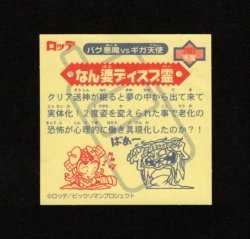 ロッテ
バグ悪魔vsギガ天使
なん婆ディスプ霊
クリア送神が眠ると夢の中から出て来て
実体化！2度姿を変えられた事で老化の
恐怖が心理的に働き具現化したのか？！
ばあー
©ロッテ／ビックリマンプロジェクト